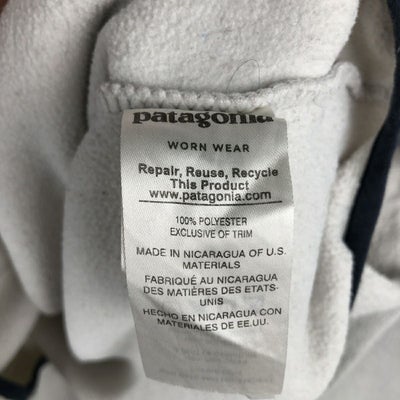 patagonia
WORN WEAR
Repair, Reuse, Recycle
This Product
www.patagonia.com
100% POLYESTER
EXCLUSIVE OF TRIM
MADE IN NICARAGUA OF U.S.
MATERIALS
FABRIQUÉ AU NICARAGUA
DES MATIÈRES DES ETATS-
UNIS
HECHO EN NICARAGUA CON
MATERIALES DE EE.UU.